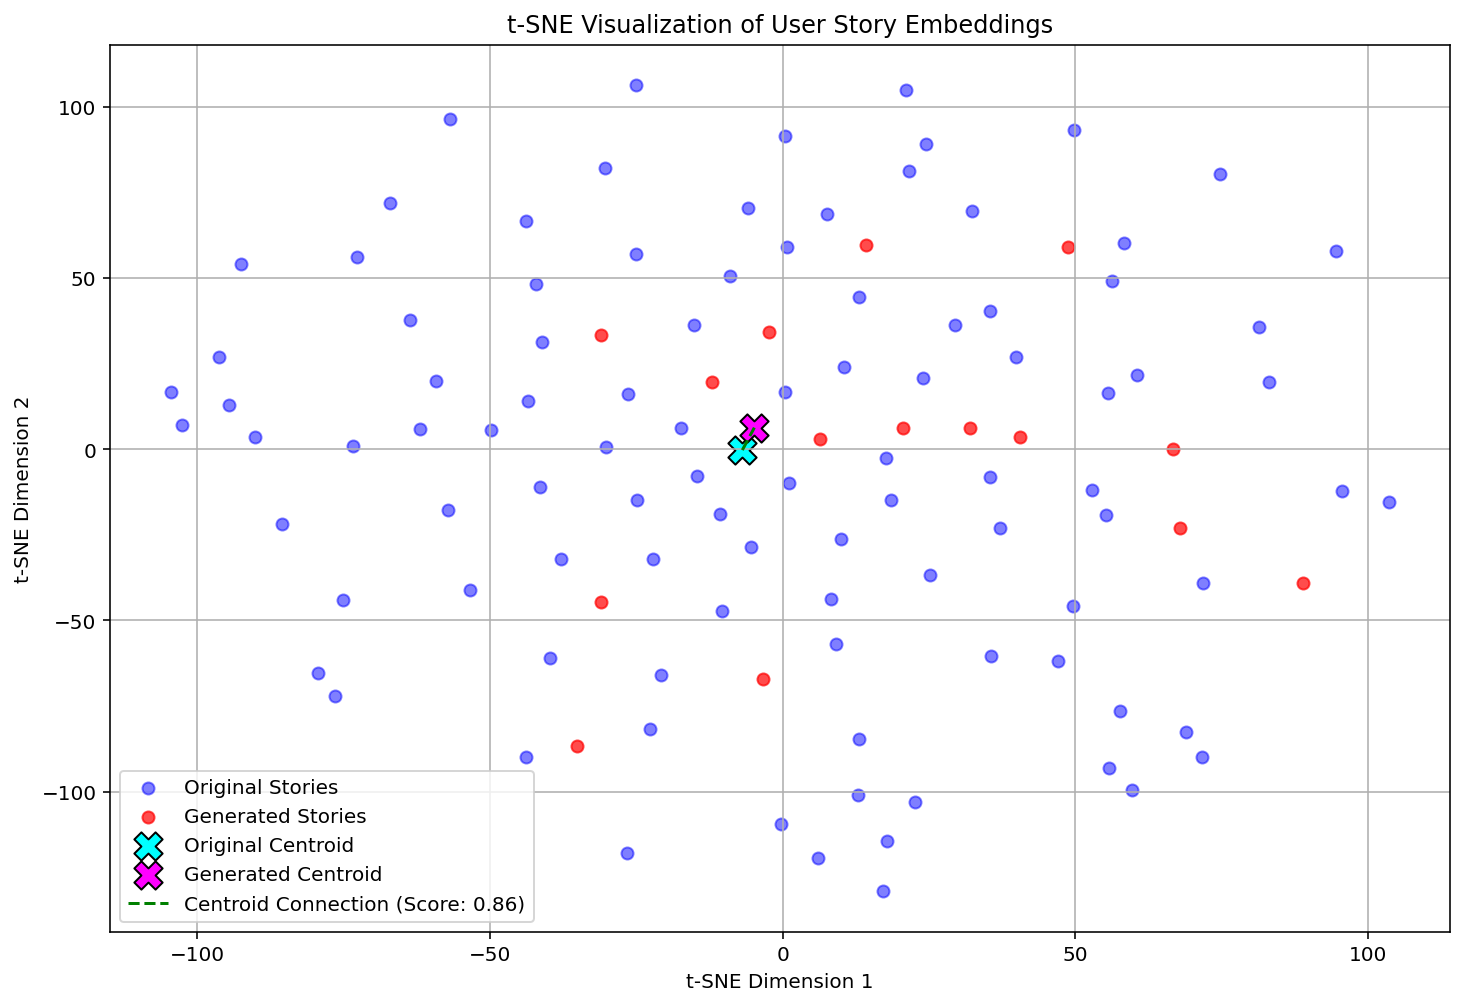 t-SNE Visualization of User Story Embeddings
100
50
0
−50
−100
t-SNE Dimension 2
Original Stories
Generated Stories
Original Centroid
Generated Centroid
Centroid Connection (Score: 0.86)
−100
−50
0
50
100
t-SNE Dimension 1